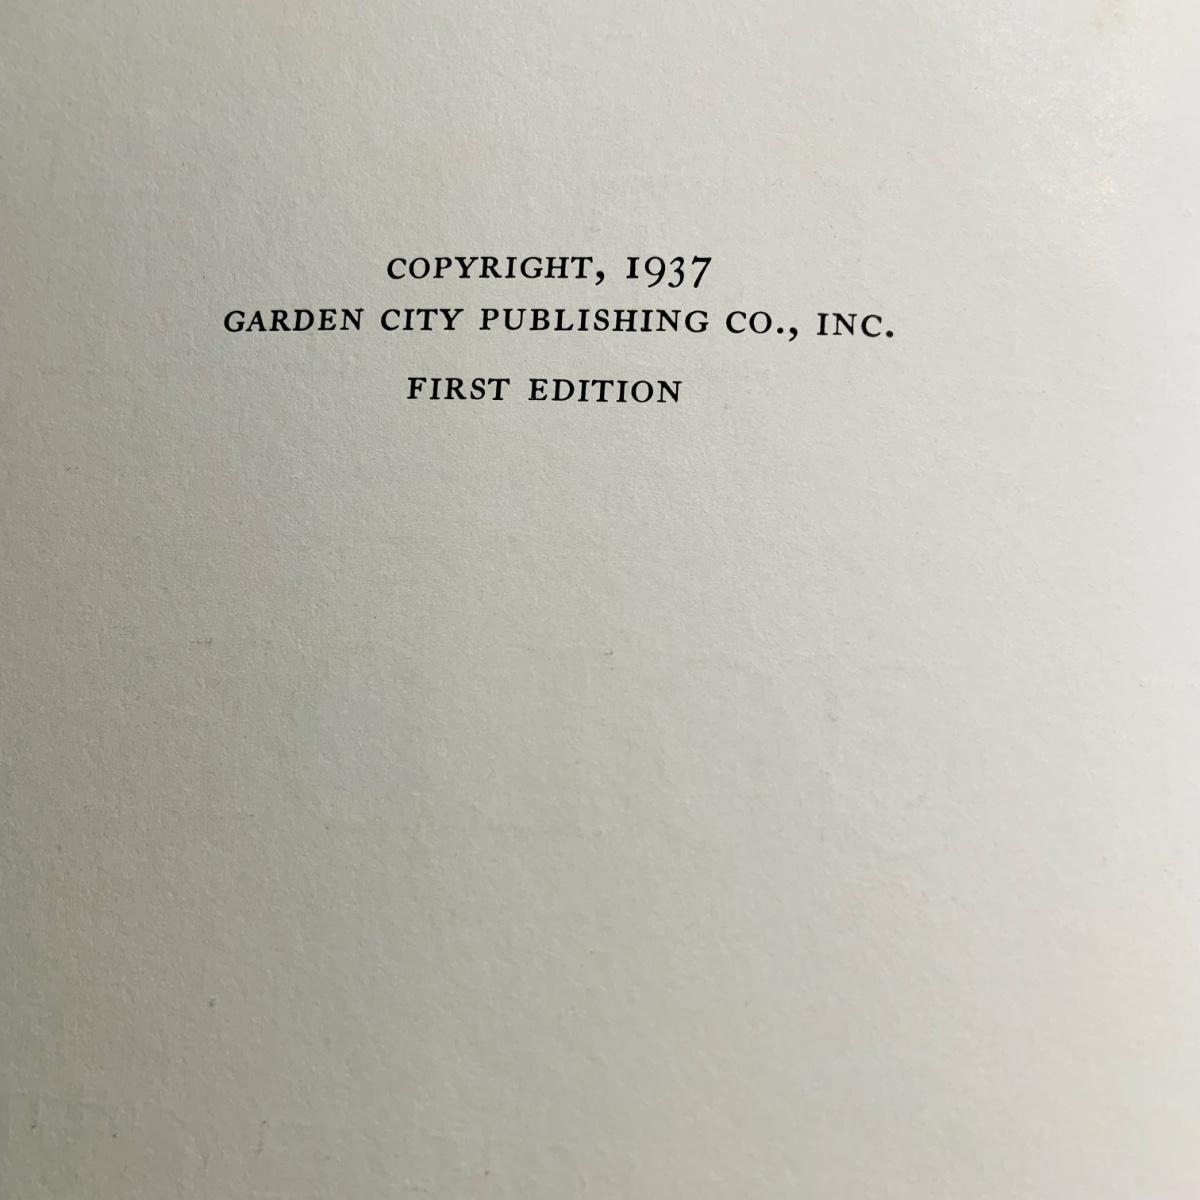 COPYRIGHT, 1937
GARDEN CITY PUBLISHING CO., INC.
FIRST EDITION